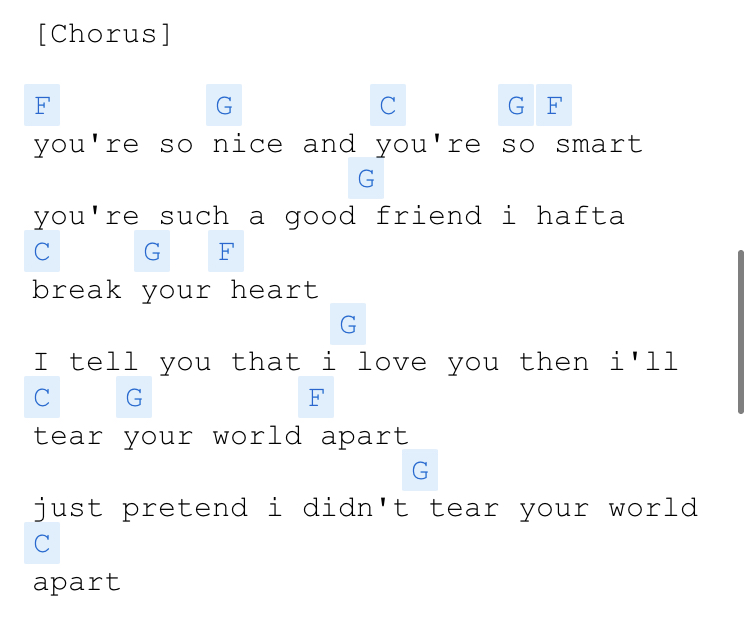 [Chorus]
F G C G F
you're so nice and you're so smart
G
you're such a good friend i hafta
C G F
break your heart
G
I tell you that i love you then i'll
C G F
tear your world apart
G
just pretend i didn't tear your world
C
apart